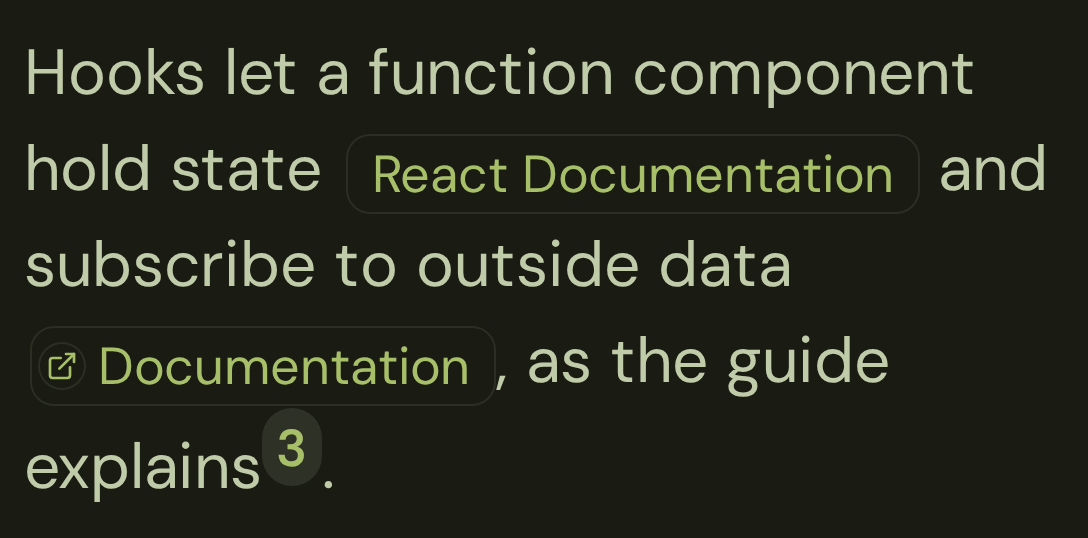 Hooks let a function component
hold state React Documentation and
subscribe to outside data
Documentation, as the guide
explains3.